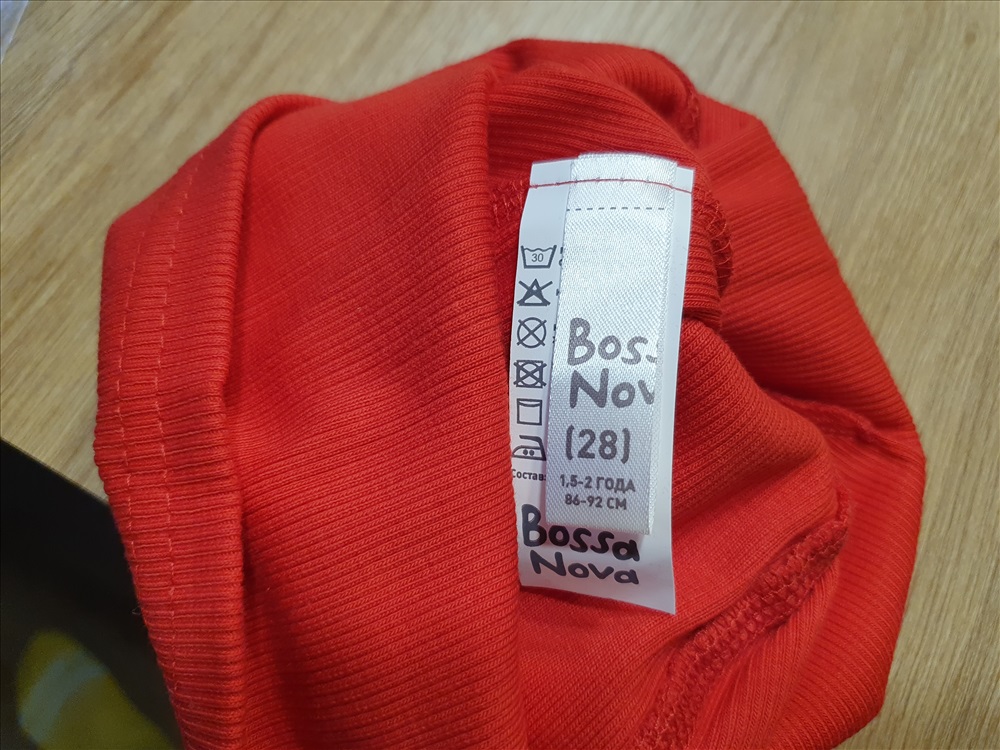 30
Boss
Nov
(28)
1,5-2 ГОДА
86-92 СМ
Состав:
Bossa
Nova